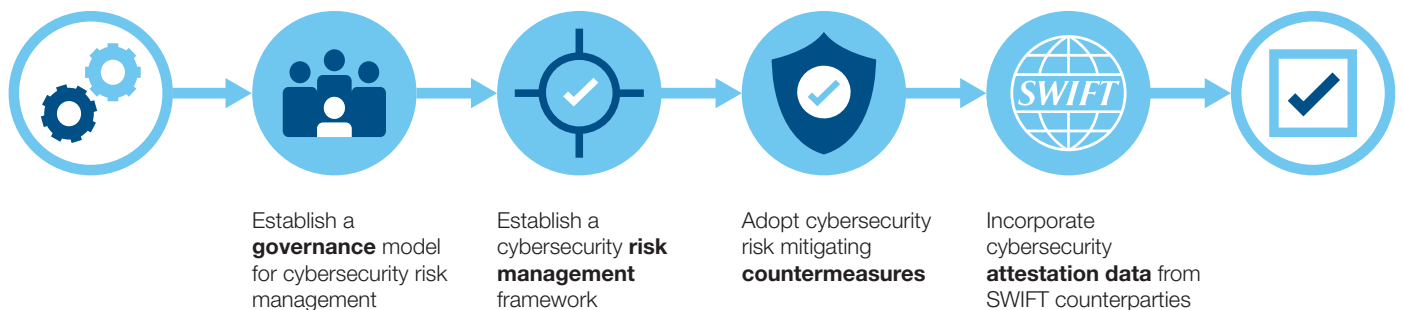 SWIFT
Establish a
governance model
for cybersecurity risk
management
Establish a
cybersecurity risk
management
framework
Adopt cybersecurity
risk mitigating
countermeasures
Incorporate
cybersecurity
attestation data from
SWIFT counterparties